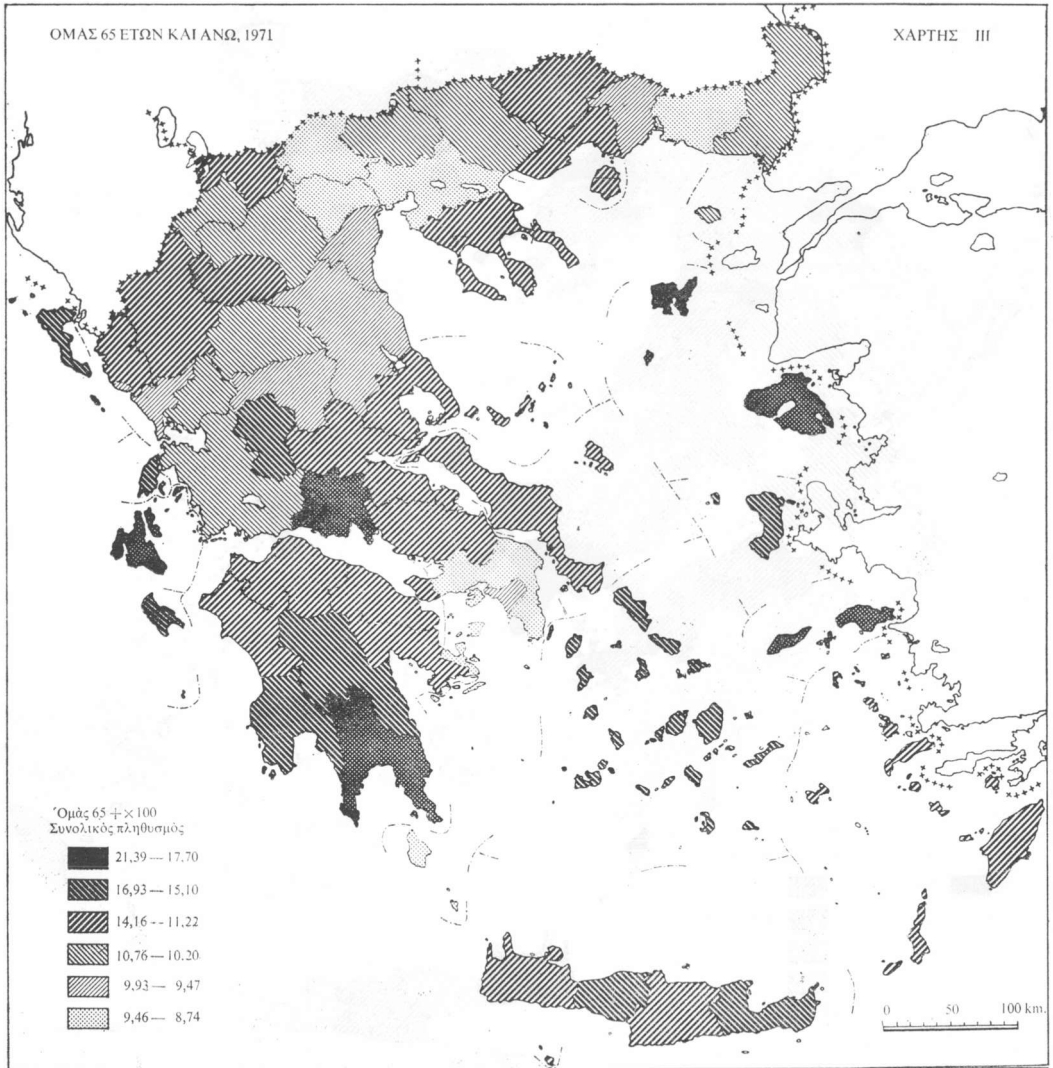 ΟΜΑΣ 65 ΕΤΩΝ ΚΑΙ ΑΝΩ, 1971
ΧΑΡΤΗΣ III
Ὁμὰς 65 + × 100
Συνολικὸς πληθυσμὸς
21,39 — 17,70
16,93 — 15,10
14,16 -- 11,22
10,76 — 10.20
9,93 — 9,47
9,46 — 8,74
0 50 100 km.